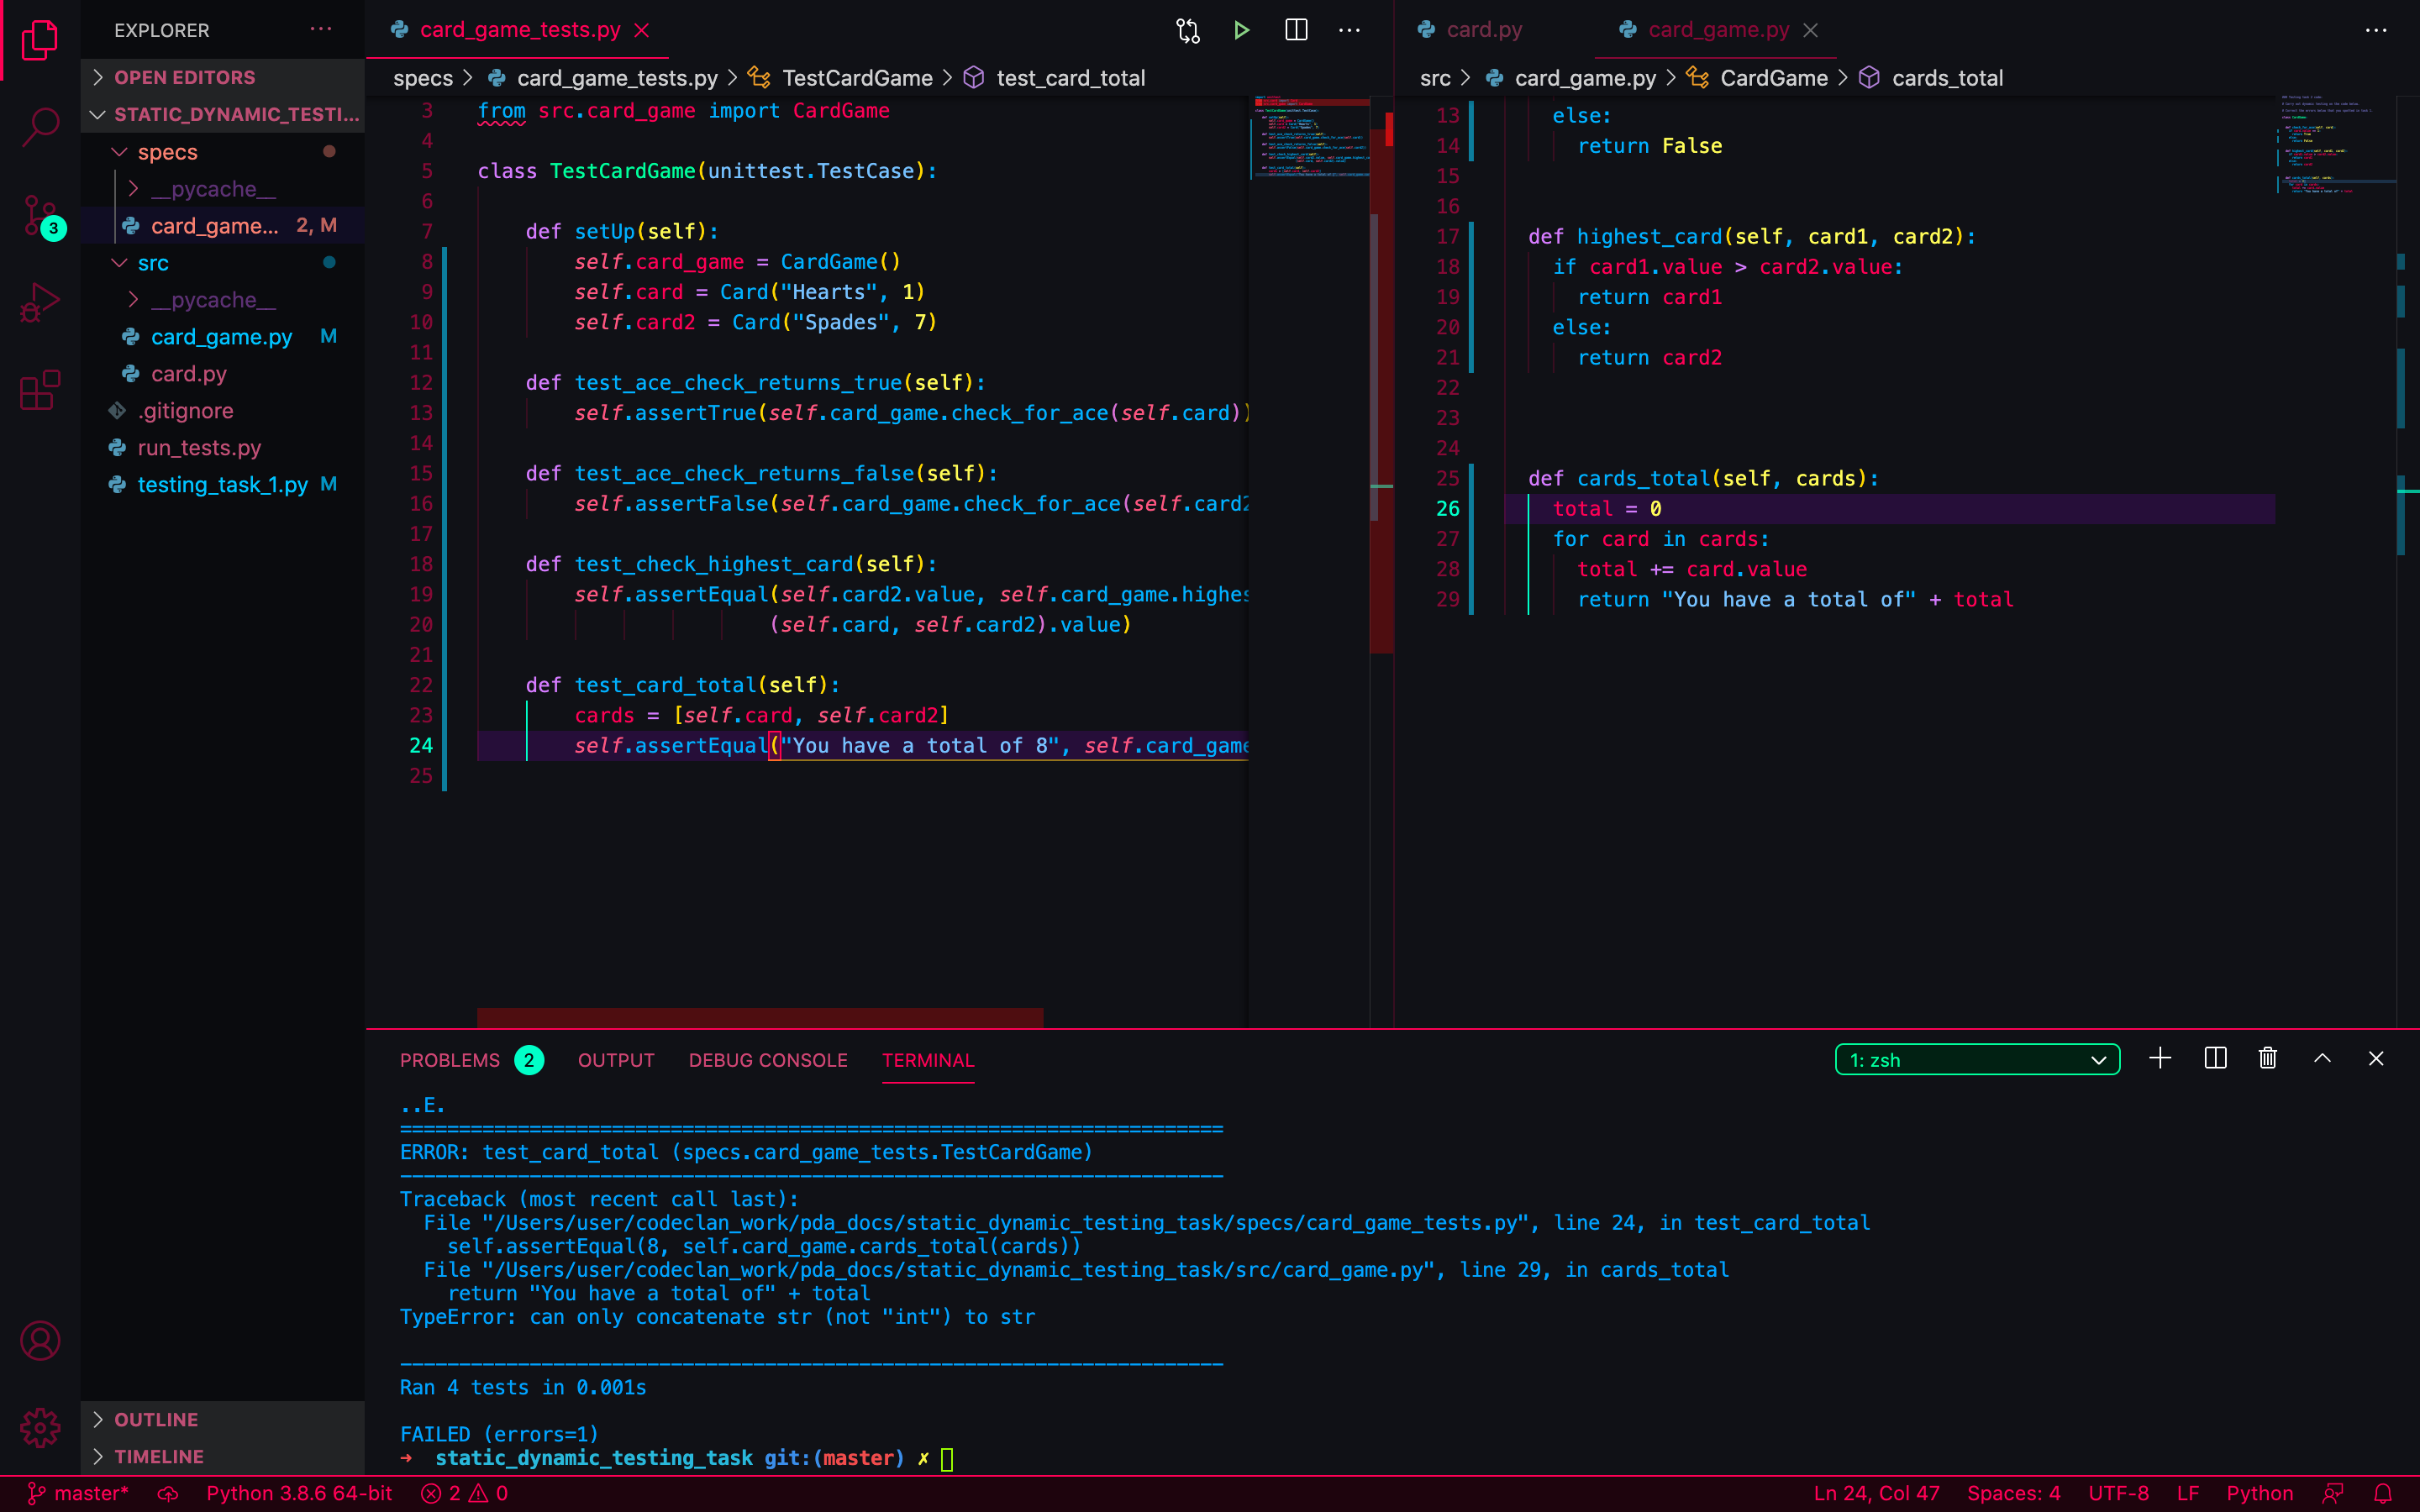 EXPLORER
OPEN EDITORS
STATIC_DYNAMIC_TESTI...
specs
__pycache__
card_game... 2, M
src
__pycache__
card_game.py M
card.py
.gitignore
run_tests.py
testing_task_1.py M
3
OUTLINE
TIMELINE
card_game_tests.py
specs > card_game_tests.py > TestCardGame > test_card_total
3 from src.card_game import CardGame
4
5 class TestCardGame(unittest.TestCase):
6
7 def setUp(self):
8 self.card_game = CardGame()
9 self.card = Card("Hearts", 1)
10 self.card2 = Card("Spades", 7)
11
12 def test_ace_check_returns_true(self):
13 self.assertTrue(self.card_game.check_for_ace(self.card))
14
15 def test_ace_check_returns_false(self):
16 self.assertFalse(self.card_game.check_for_ace(self.card2
17
18 def test_check_highest_card(self):
19 self.assertEqual(self.card2.value, self.card_game.highes
20 (self.card, self.card2).value)
21
22 def test_card_total(self):
23 cards = [self.card, self.card2]
24 self.assertEqual("You have a total of 8", self.card_game
25
card.py card_game.py
src > card_game.py > CardGame > cards_total
13 else:
14 return False
15
16
17 def highest_card(self, card1, card2):
18 if card1.value > card2.value:
19 return card1
20 else:
21 return card2
22
23
24
25 def cards_total(self, cards):
26 total = 0
27 for card in cards:
28 total += card.value
29 return "You have a total of" + total
PROBLEMS 2 OUTPUT DEBUG CONSOLE TERMINAL 1: zsh
..E.
======================================================================
ERROR: test_card_total (specs.card_game_tests.TestCardGame)
----------------------------------------------------------------------
Traceback (most recent call last):
File "/Users/user/codeclan_work/pda_docs/static_dynamic_testing_task/specs/card_game_tests.py", line 24, in test_card_total
self.assertEqual(8, self.card_game.cards_total(cards))
File "/Users/user/codeclan_work/pda_docs/static_dynamic_testing_task/src/card_game.py", line 29, in cards_total
return "You have a total of" + total
TypeError: can only concatenate str (not "int") to str
----------------------------------------------------------------------
Ran 4 tests in 0.001s
FAILED (errors=1)
➜ static_dynamic_testing_task git:(master) ✗
master* Python 3.8.6 64-bit 2 0 Ln 24, Col 47 Spaces: 4 UTF-8 LF Python